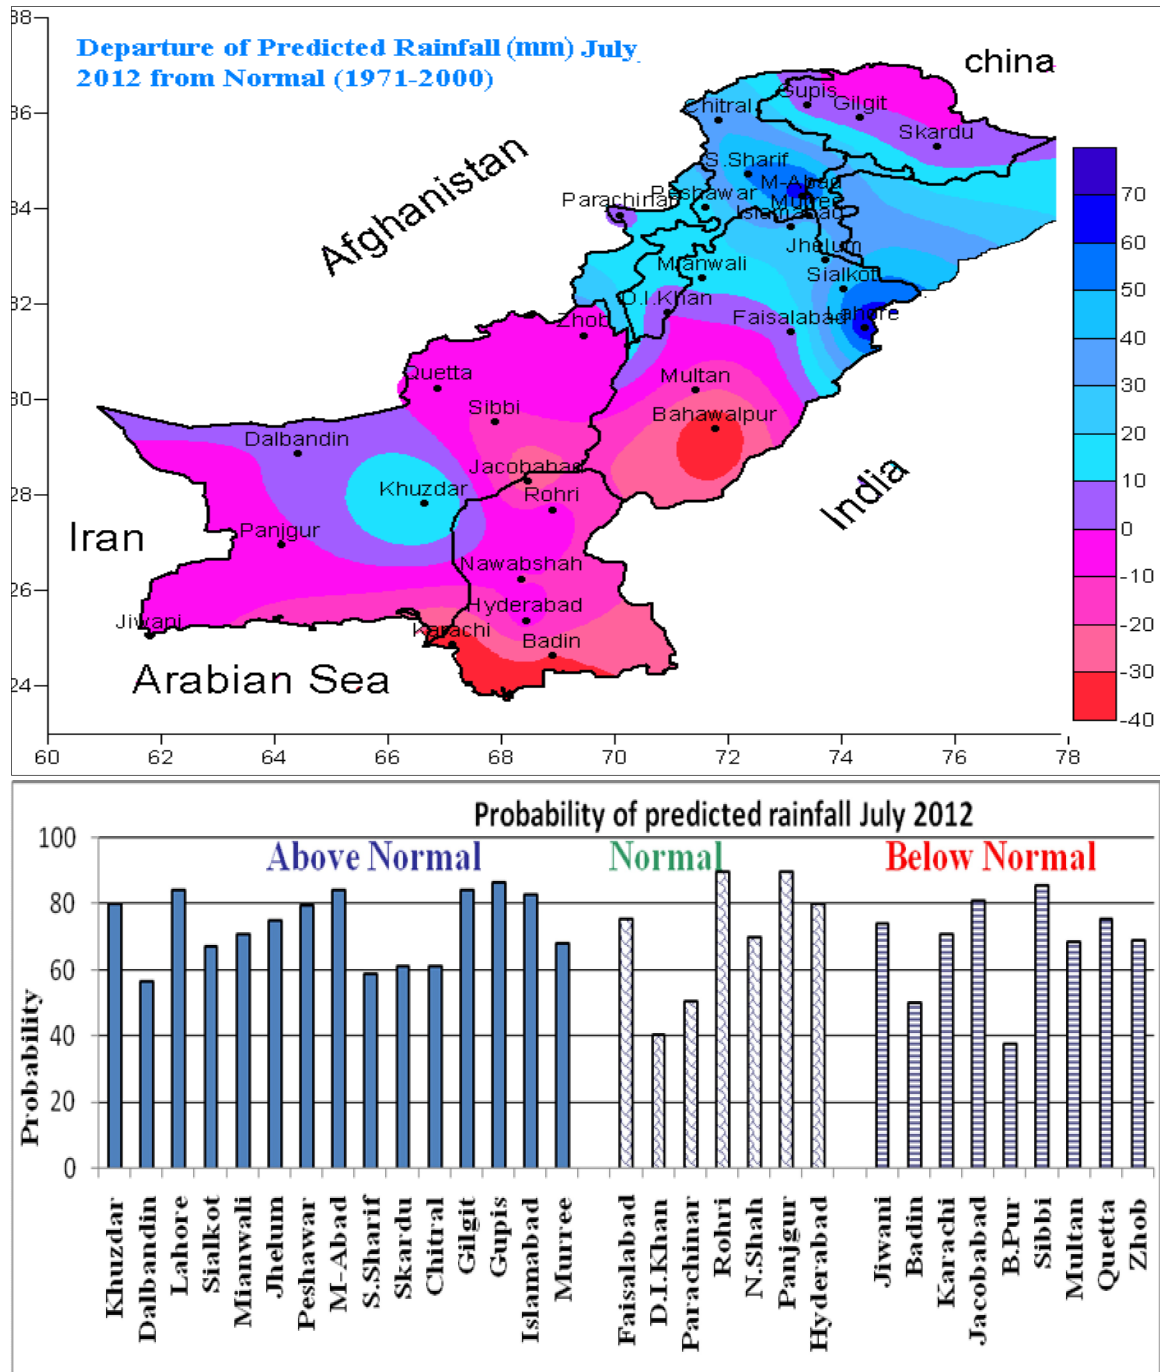 Departure of Predicted Rainfall (mm) July
2012 from Normal (1971-2000)
china
Gupis
Chitral
Gilgit
Skardu
S.Sharif
M-Abad
Peshawar
Murree
Parachinar
Islamabad
Afghanistan
Jhelum
Mianwali
Sialkot
D.I.Khan
Lahore
Faisalabad
Zhob
Quetta
Multan
Sibbi
Bahawalpur
Dalbandin
Jacobabad
Khuzdar
Rohri
India
Iran
Panjgur
Nawabshah
Hyderabad
Jiwani
Karachi
Badin
Arabian Sea
38
36
34
32
30
28
26
24
60 62 64 66 68 70 72 74 76 78
70
60
50
40
30
20
10
0
-10
-20
-30
-40
Probability of predicted rainfall July 2012
Above Normal Normal Below Normal
Probability
100
80
60
40
20
0
Khuzdar
Dalbandin
Lahore
Sialkot
Mianwali
Jhelum
Peshawar
M-Abad
S.Sharif
Skardu
Chitral
Gilgit
Gupis
Islamabad
Murree
Faisalabad
D.I.Khan
Parachinar
Rohri
N.Shah
Panjgur
Hyderabad
Jiwani
Badin
Karachi
Jacobabad
B.Pur
Sibbi
Multan
Quetta
Zhob